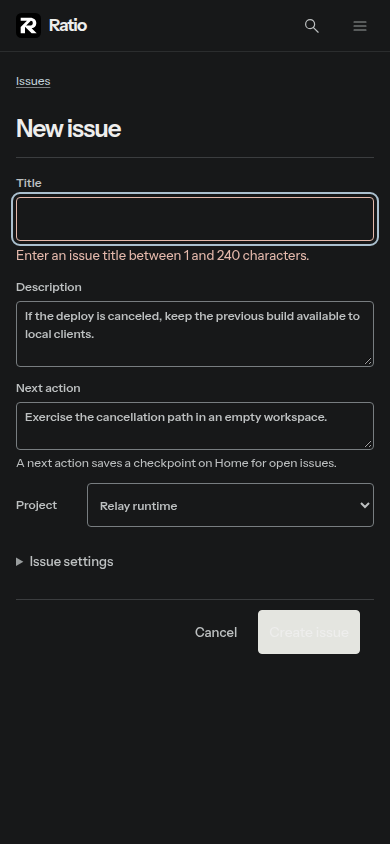 Ratio
Issues
New issue
Title
Enter an issue title between 1 and 240 characters.
Description
If the deploy is canceled, keep the previous build available to
local clients.
Next action
Exercise the cancellation path in an empty workspace.
A next action saves a checkpoint on Home for open issues.
Project
Relay runtime
Issue settings
Cancel
Create issue